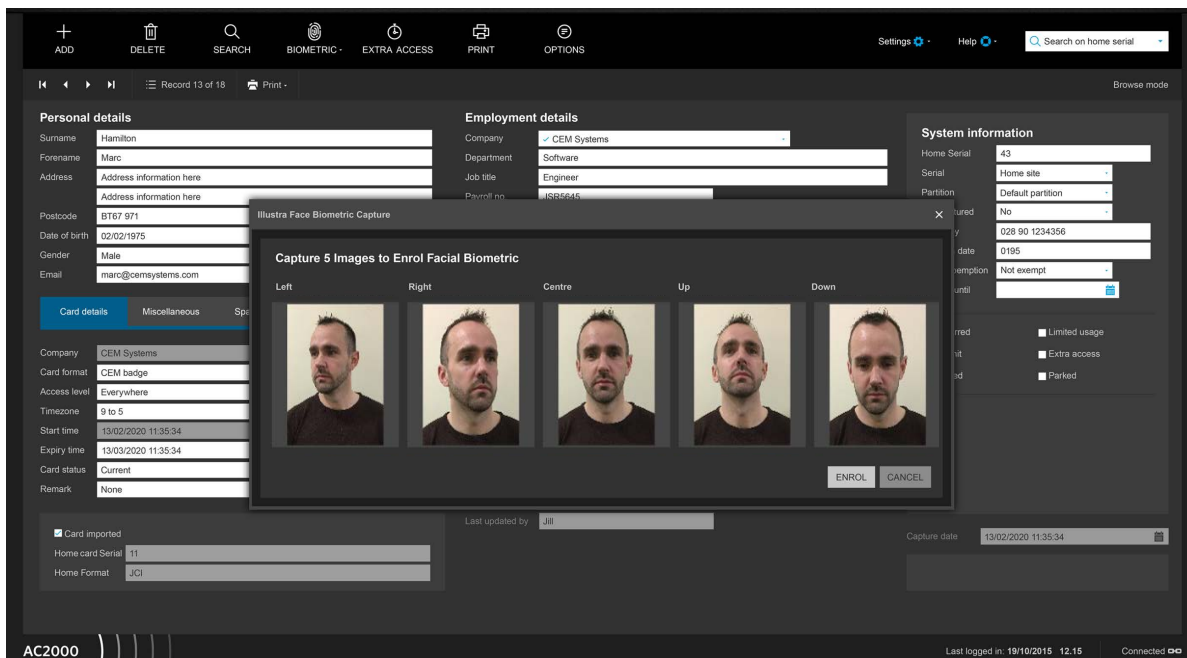 ADD
DELETE
SEARCH
BIOMETRIC
EXTRA ACCESS
PRINT
OPTIONS
Settings
Help
Search on home serial
Record 13 of 18
Print
Browse mode
Personal details
Surname Hamilton
Forename Marc
Address Address information here
Address information here
Postcode BT67 971
Date of birth 02/02/1975
Gender Male
Email marc@cemsystems.com
Employment details
Company CEM Systems
Department Software
Job title Engineer
Payroll no. JSR5645
System information
Home Serial 43
Serial Home site
Partition Default partition
tured No
y 028 90 1234356
date 0195
emption Not exempt
until
Illustra Face Biometric Capture
Capture 5 Images to Enrol Facial Biometric
Left Right Centre Up Down
ENROL CANCEL
Card details Miscellaneous Spa
Company CEM Systems
Card format CEM badge
Access level Everywhere
Timezone 9 to 5
Start time 13/02/2020 11:35:34
Expiry time 13/03/2020 11:35:34
Card status Current
Remark None
rred Limited usage
it Extra access
ed Parked
Card imported
Home card Serial 11
Home Format JCI
Last updated by Jill
Capture date 13/02/2020 11:35:34
AC2000
Last logged in: 19/10/2015 12.15
Connected